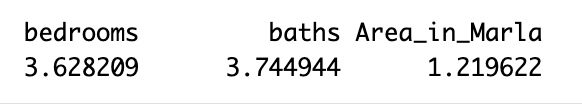 bedrooms baths Area_in_Marla
3.628209 3.744944 1.219622